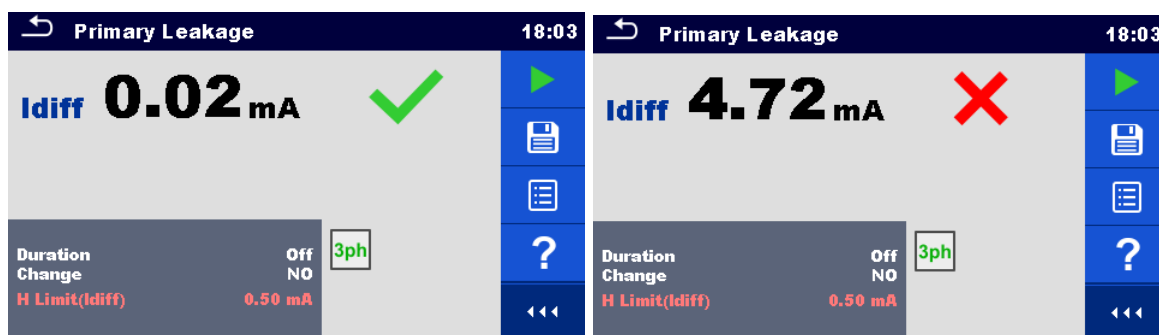 Primary Leakage 18:03
Idiff 0.02 mA
3ph
Duration Off
Change NO
H Limit(Idiff) 0.50 mA
?
Primary Leakage 18:03
Idiff 4.72 mA
3ph
Duration Off
Change NO
H Limit(Idiff) 0.50 mA
?